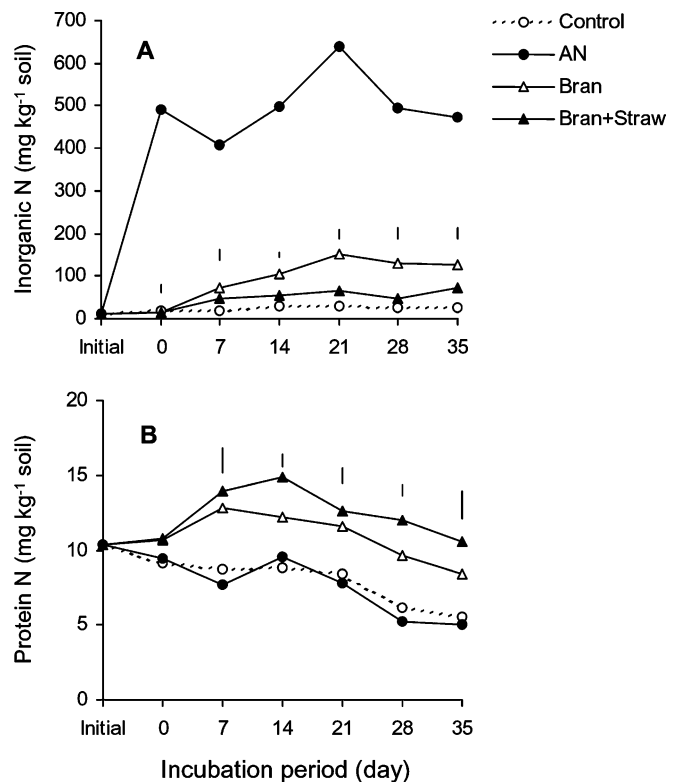 Inorganic N (mg kg⁻¹ soil)
700
600
500
400
300
200
100
0
A
Control
AN
Bran
Bran+Straw
Initial 0 7 14 21 28 35
Protein N (mg kg⁻¹ soil)
20
15
10
5
0
B
Initial 0 7 14 21 28 35
Incubation period (day)